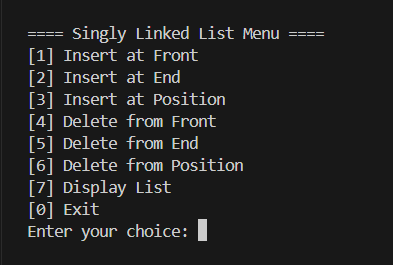 ==== Singly Linked List Menu ====
[1] Insert at Front
[2] Insert at End
[3] Insert at Position
[4] Delete from Front
[5] Delete from End
[6] Delete from Position
[7] Display List
[0] Exit
Enter your choice: